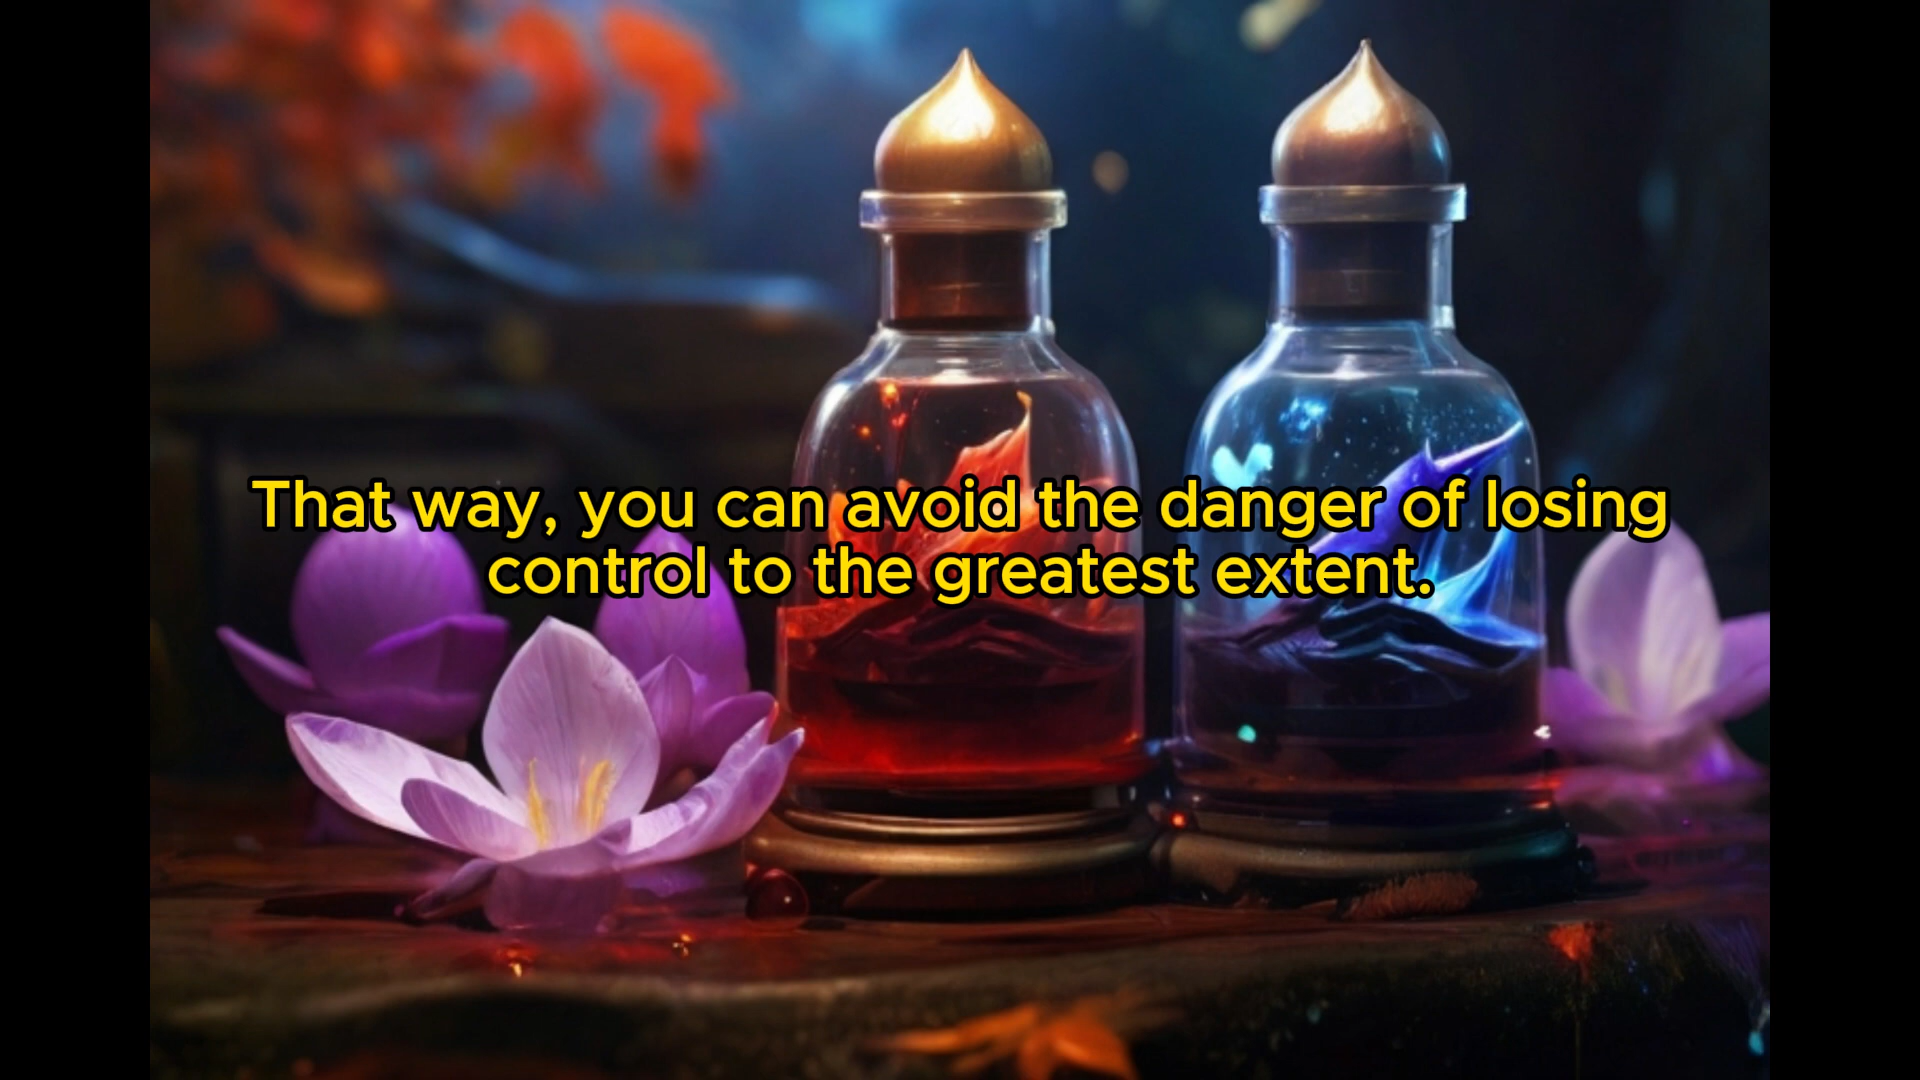 That way, you can avoid the danger of losing
control to the greatest extent.